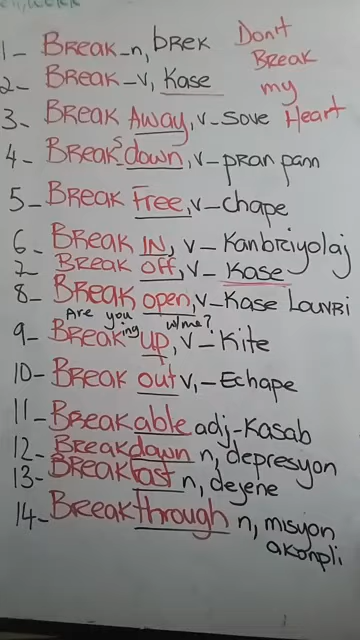 1- BREAK-n, bREK
Don't
BREAK
my
Heart
2- BREAK-v, Kase
3- BREAK AWAY, v-sove
4- BREAKS down, v-pRan pann
5- BREAK FREE, v-chape
6- BREAK IN, v-Kanbriyolaj
7- BREAK off, v- Kase
8- BREAK open, v-Kase Louvri
Are you w/me?
9- BREAKing UP, v-Kite
10- BREAK out v,-Echape
11- BREAKable adj-Kasab
12- BREAKdown n, depresyon
13- BREAKfast n, dejene
14- BREAKthrough n, misyon
akonpli